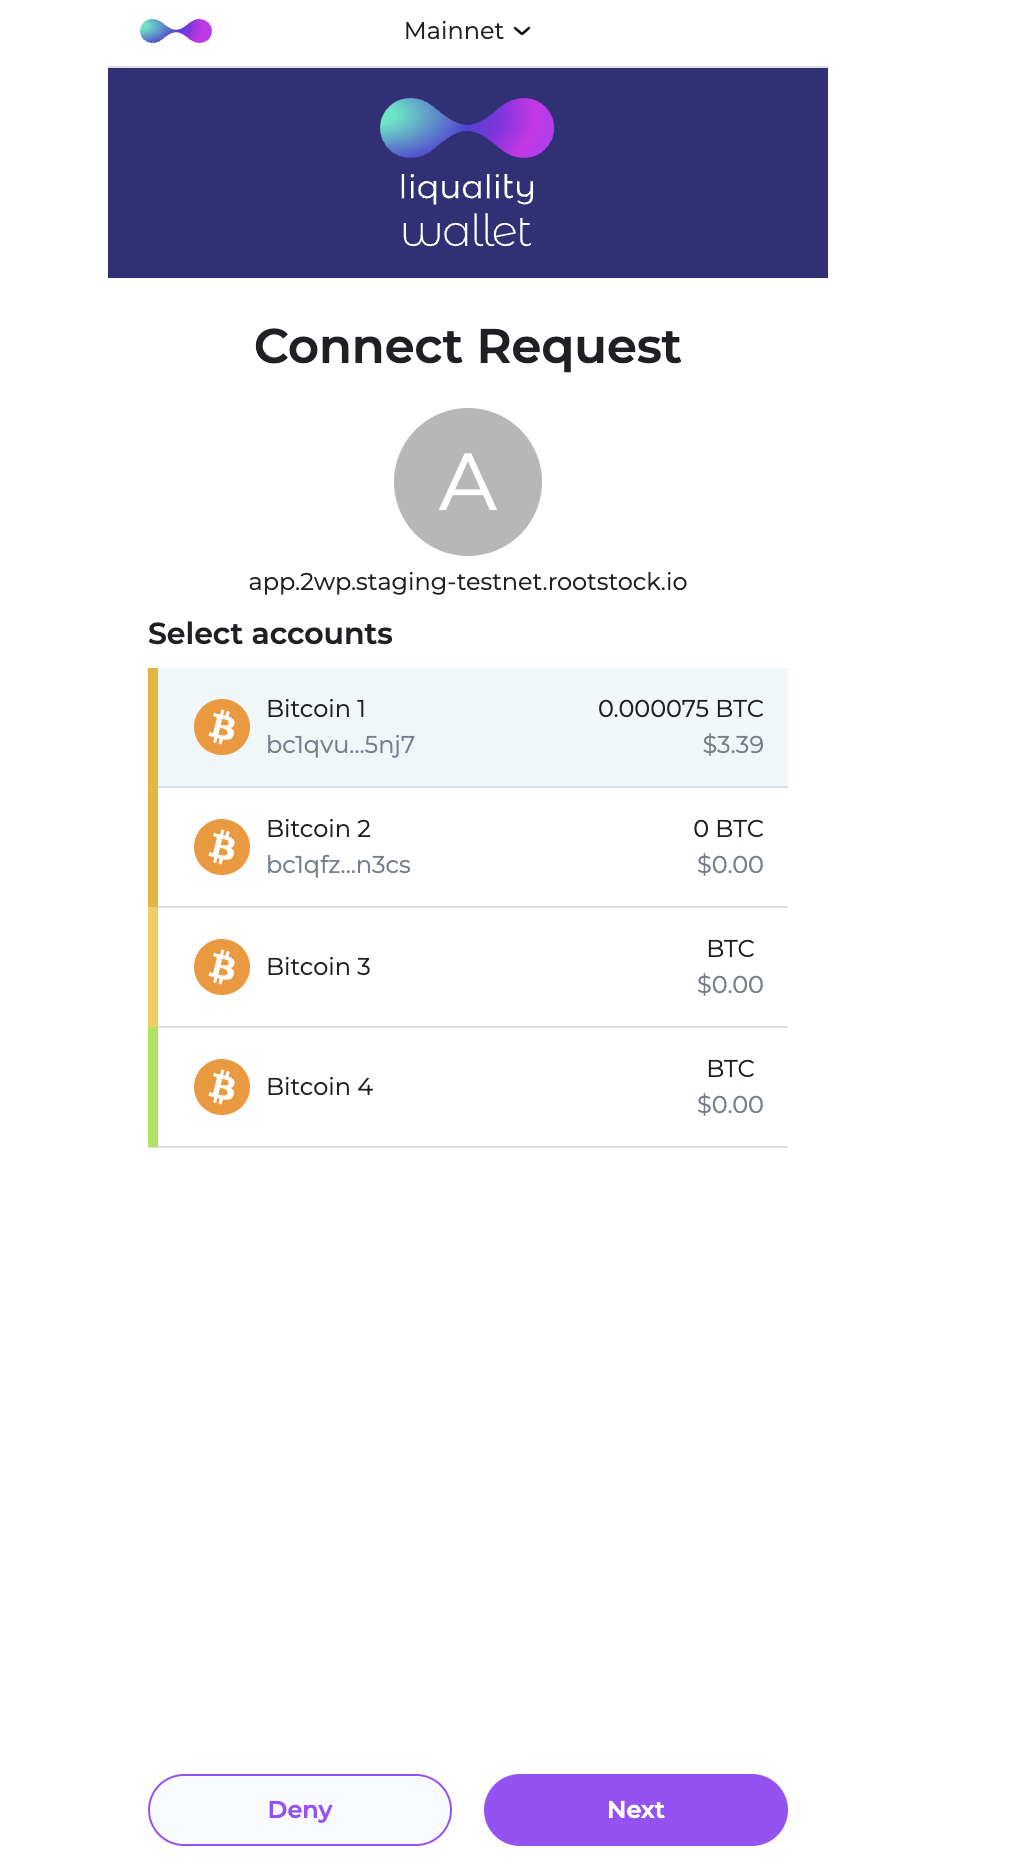 Mainnet
liquality
wallet
Connect Request
A
app.2wp.staging-testnet.rootstock.io
Select accounts
Bitcoin 1 0.000075 BTC
bc1qvu...5nj7 $3.39
Bitcoin 2 0 BTC
bc1qfz...n3cs $0.00
Bitcoin 3 BTC
$0.00
Bitcoin 4 BTC
$0.00
Deny Next